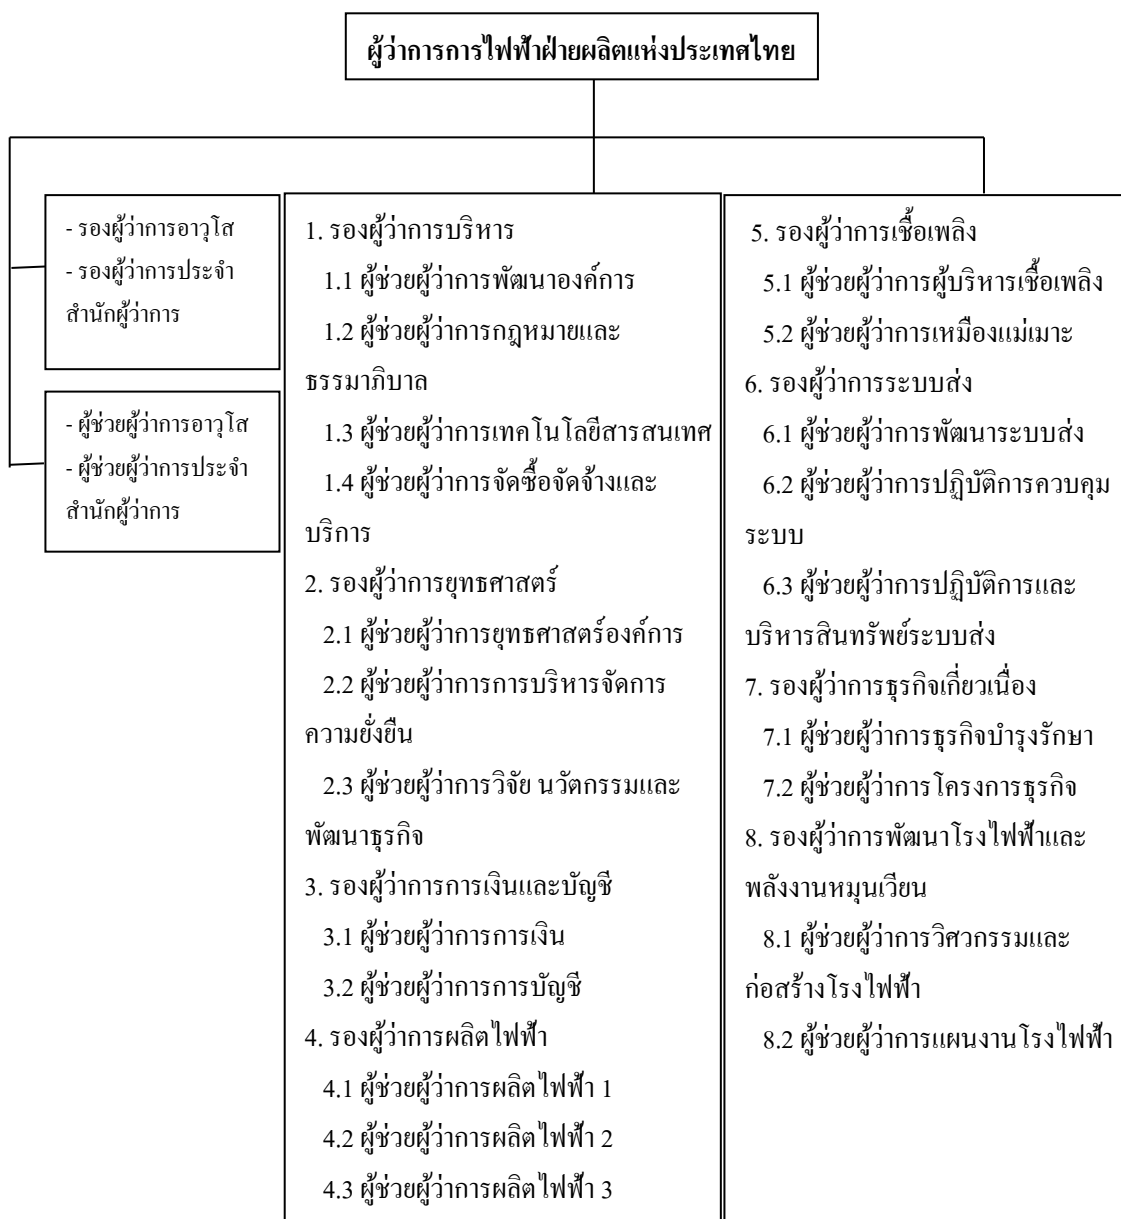 ผู้ว่าการการไฟฟ้าฝ่ายผลิตแห่งประเทศไทย
- รองผู้ว่าการอาวุโส
- รองผู้ว่าการประจำ
สำนักผู้ว่าการ
- ผู้ช่วยผู้ว่าการอาวุโส
- ผู้ช่วยผู้ว่าการประจำ
สำนักผู้ว่าการ
1. รองผู้ว่าการบริหาร
1.1 ผู้ช่วยผู้ว่าการพัฒนาองค์การ
1.2 ผู้ช่วยผู้ว่าการกฎหมายและ
ธรรมาภิบาล
1.3 ผู้ช่วยผู้ว่าการเทคโนโลยีสารสนเทศ
1.4 ผู้ช่วยผู้ว่าการจัดซื้อจัดจ้างและ
บริการ
2. รองผู้ว่าการยุทธศาสตร์
2.1 ผู้ช่วยผู้ว่าการยุทธศาสตร์องค์การ
2.2 ผู้ช่วยผู้ว่าการการบริหารจัดการ
ความยั่งยืน
2.3 ผู้ช่วยผู้ว่าการวิจัย นวัตกรรมและ
พัฒนาธุรกิจ
3. รองผู้ว่าการการเงินและบัญชี
3.1 ผู้ช่วยผู้ว่าการการเงิน
3.2 ผู้ช่วยผู้ว่าการการบัญชี
4. รองผู้ว่าการผลิตไฟฟ้า
4.1 ผู้ช่วยผู้ว่าการผลิตไฟฟ้า 1
4.2 ผู้ช่วยผู้ว่าการผลิตไฟฟ้า 2
4.3 ผู้ช่วยผู้ว่าการผลิตไฟฟ้า 3
5. รองผู้ว่าการเชื้อเพลิง
5.1 ผู้ช่วยผู้ว่าการผู้บริหารเชื้อเพลิง
5.2 ผู้ช่วยผู้ว่าการเหมืองแม่เมาะ
6. รองผู้ว่าการระบบส่ง
6.1 ผู้ช่วยผู้ว่าการพัฒนาระบบส่ง
6.2 ผู้ช่วยผู้ว่าการปฏิบัติการควบคุม
ระบบ
6.3 ผู้ช่วยผู้ว่าการปฏิบัติการและ
บริหารสินทรัพย์ระบบส่ง
7. รองผู้ว่าการธุรกิจเกี่ยวเนื่อง
7.1 ผู้ช่วยผู้ว่าการธุรกิจบำรุงรักษา
7.2 ผู้ช่วยผู้ว่าการโครงการธุรกิจ
8. รองผู้ว่าการพัฒนาโรงไฟฟ้าและ
พลังงานหมุนเวียน
8.1 ผู้ช่วยผู้ว่าการวิศวกรรมและ
ก่อสร้างโรงไฟฟ้า
8.2 ผู้ช่วยผู้ว่าการแผนงานโรงไฟฟ้า